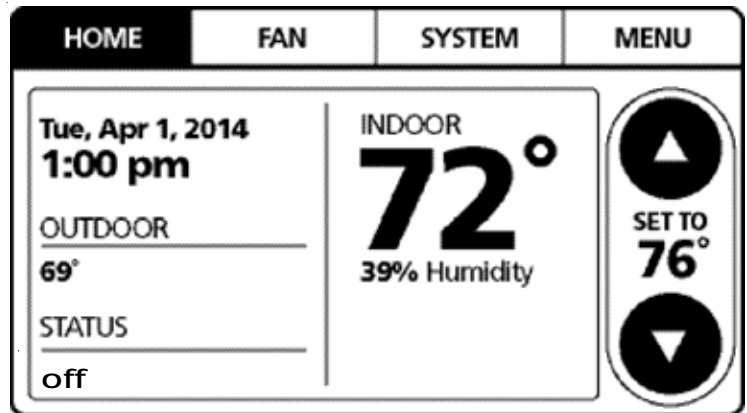 HOME FAN SYSTEM MENU
Tue, Apr 1, 2014
1:00 pm
OUTDOOR
69°
STATUS
off
INDOOR
72°
39% Humidity
SET TO
76°